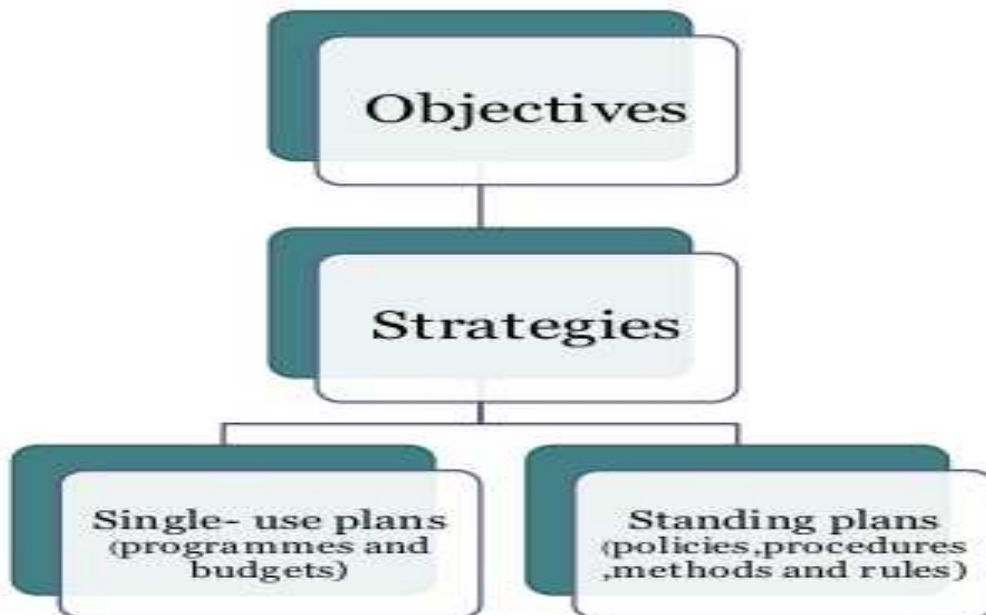 Objectives
Strategies
Single- use plans
(programmes and
budgets)
Standing plans
(policies,procedures
,methods and rules)